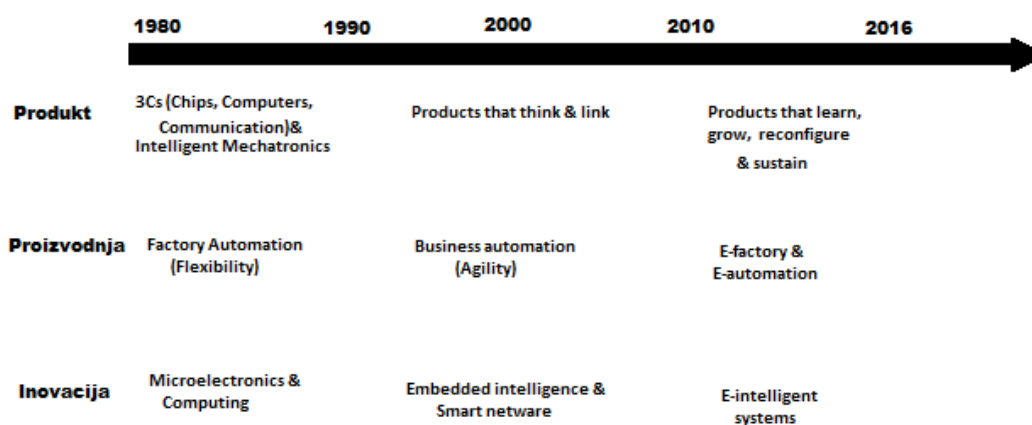 1980 1990 2000 2010 2016
Produkt
3Cs (Chips, Computers,
Communication)&
Intelligent Mechatronics
Products that think & link
Products that learn,
grow, reconfigure
& sustain
Proizvodnja
Factory Automation
(Flexibility)
Business automation
(Agility)
E-factory &
E-automation
Inovacija
Microelectronics &
Computing
Embedded intelligence &
Smart netware
E-intelligent
systems